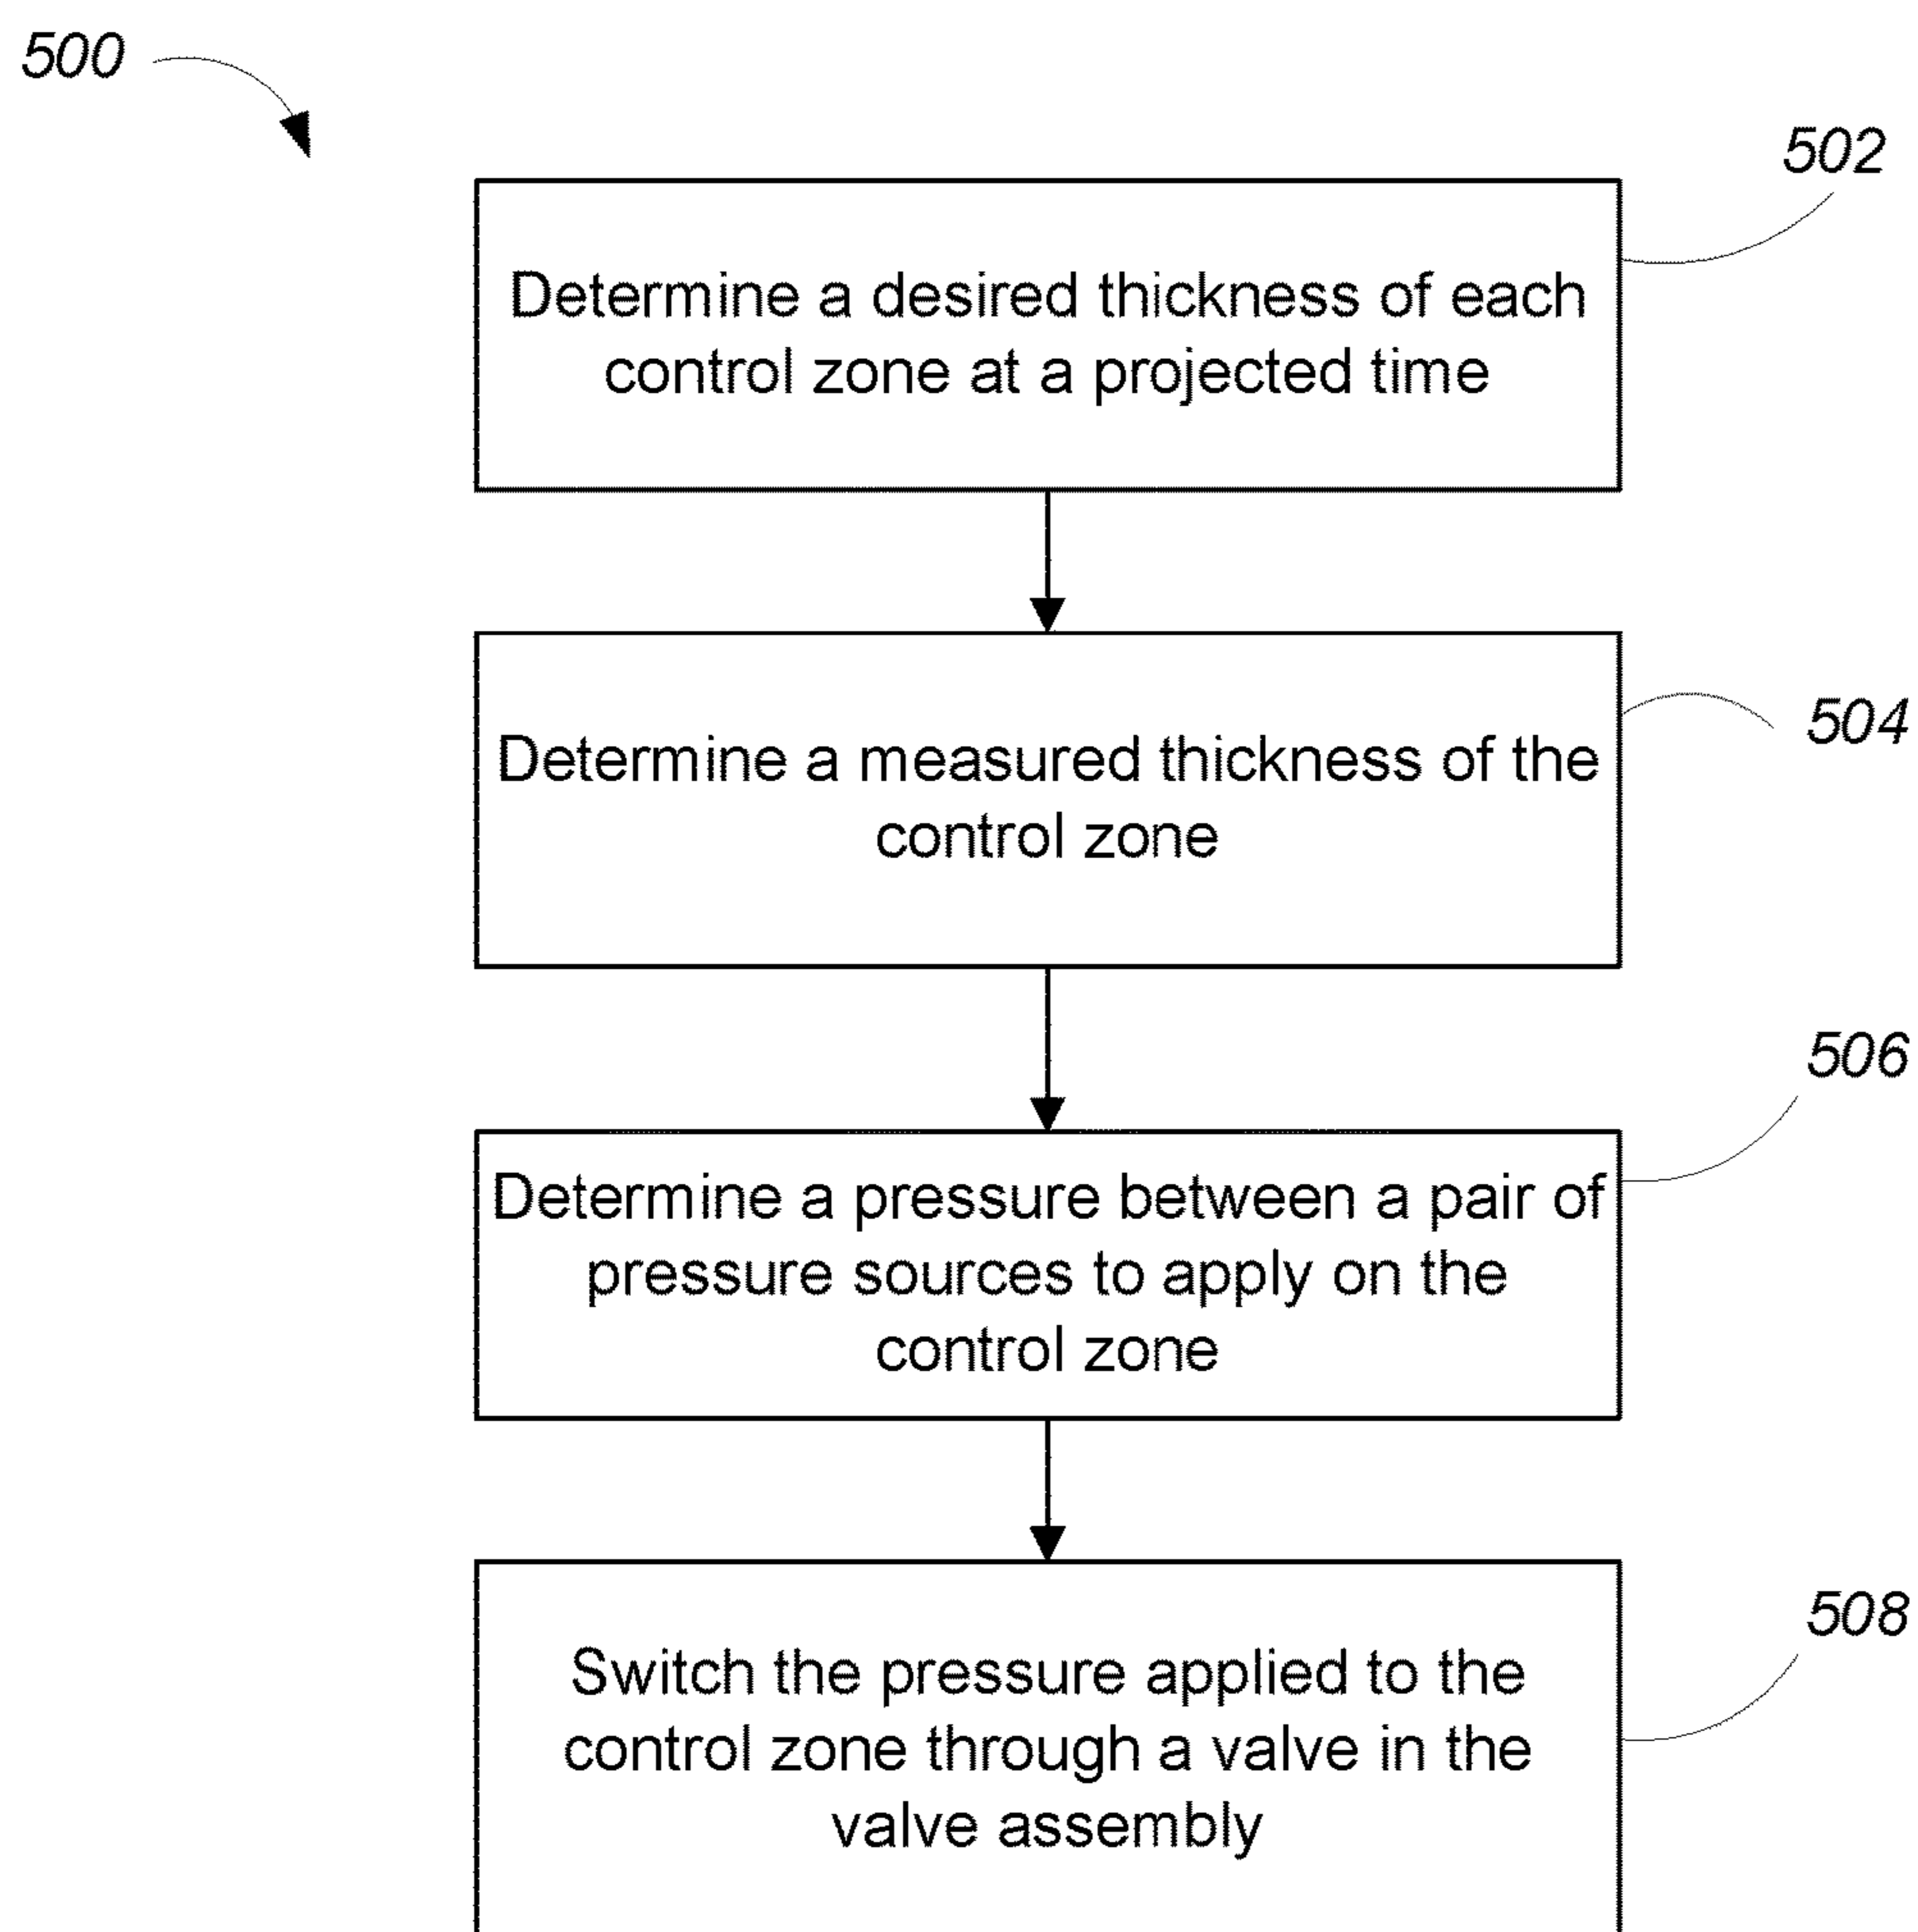 500
502
Determine a desired thickness of each
control zone at a projected time
504
Determine a measured thickness of the
control zone
506
Determine a pressure between a pair of
pressure sources to apply on the
control zone
508
Switch the pressure applied to the
control zone through a valve in the
valve assembly